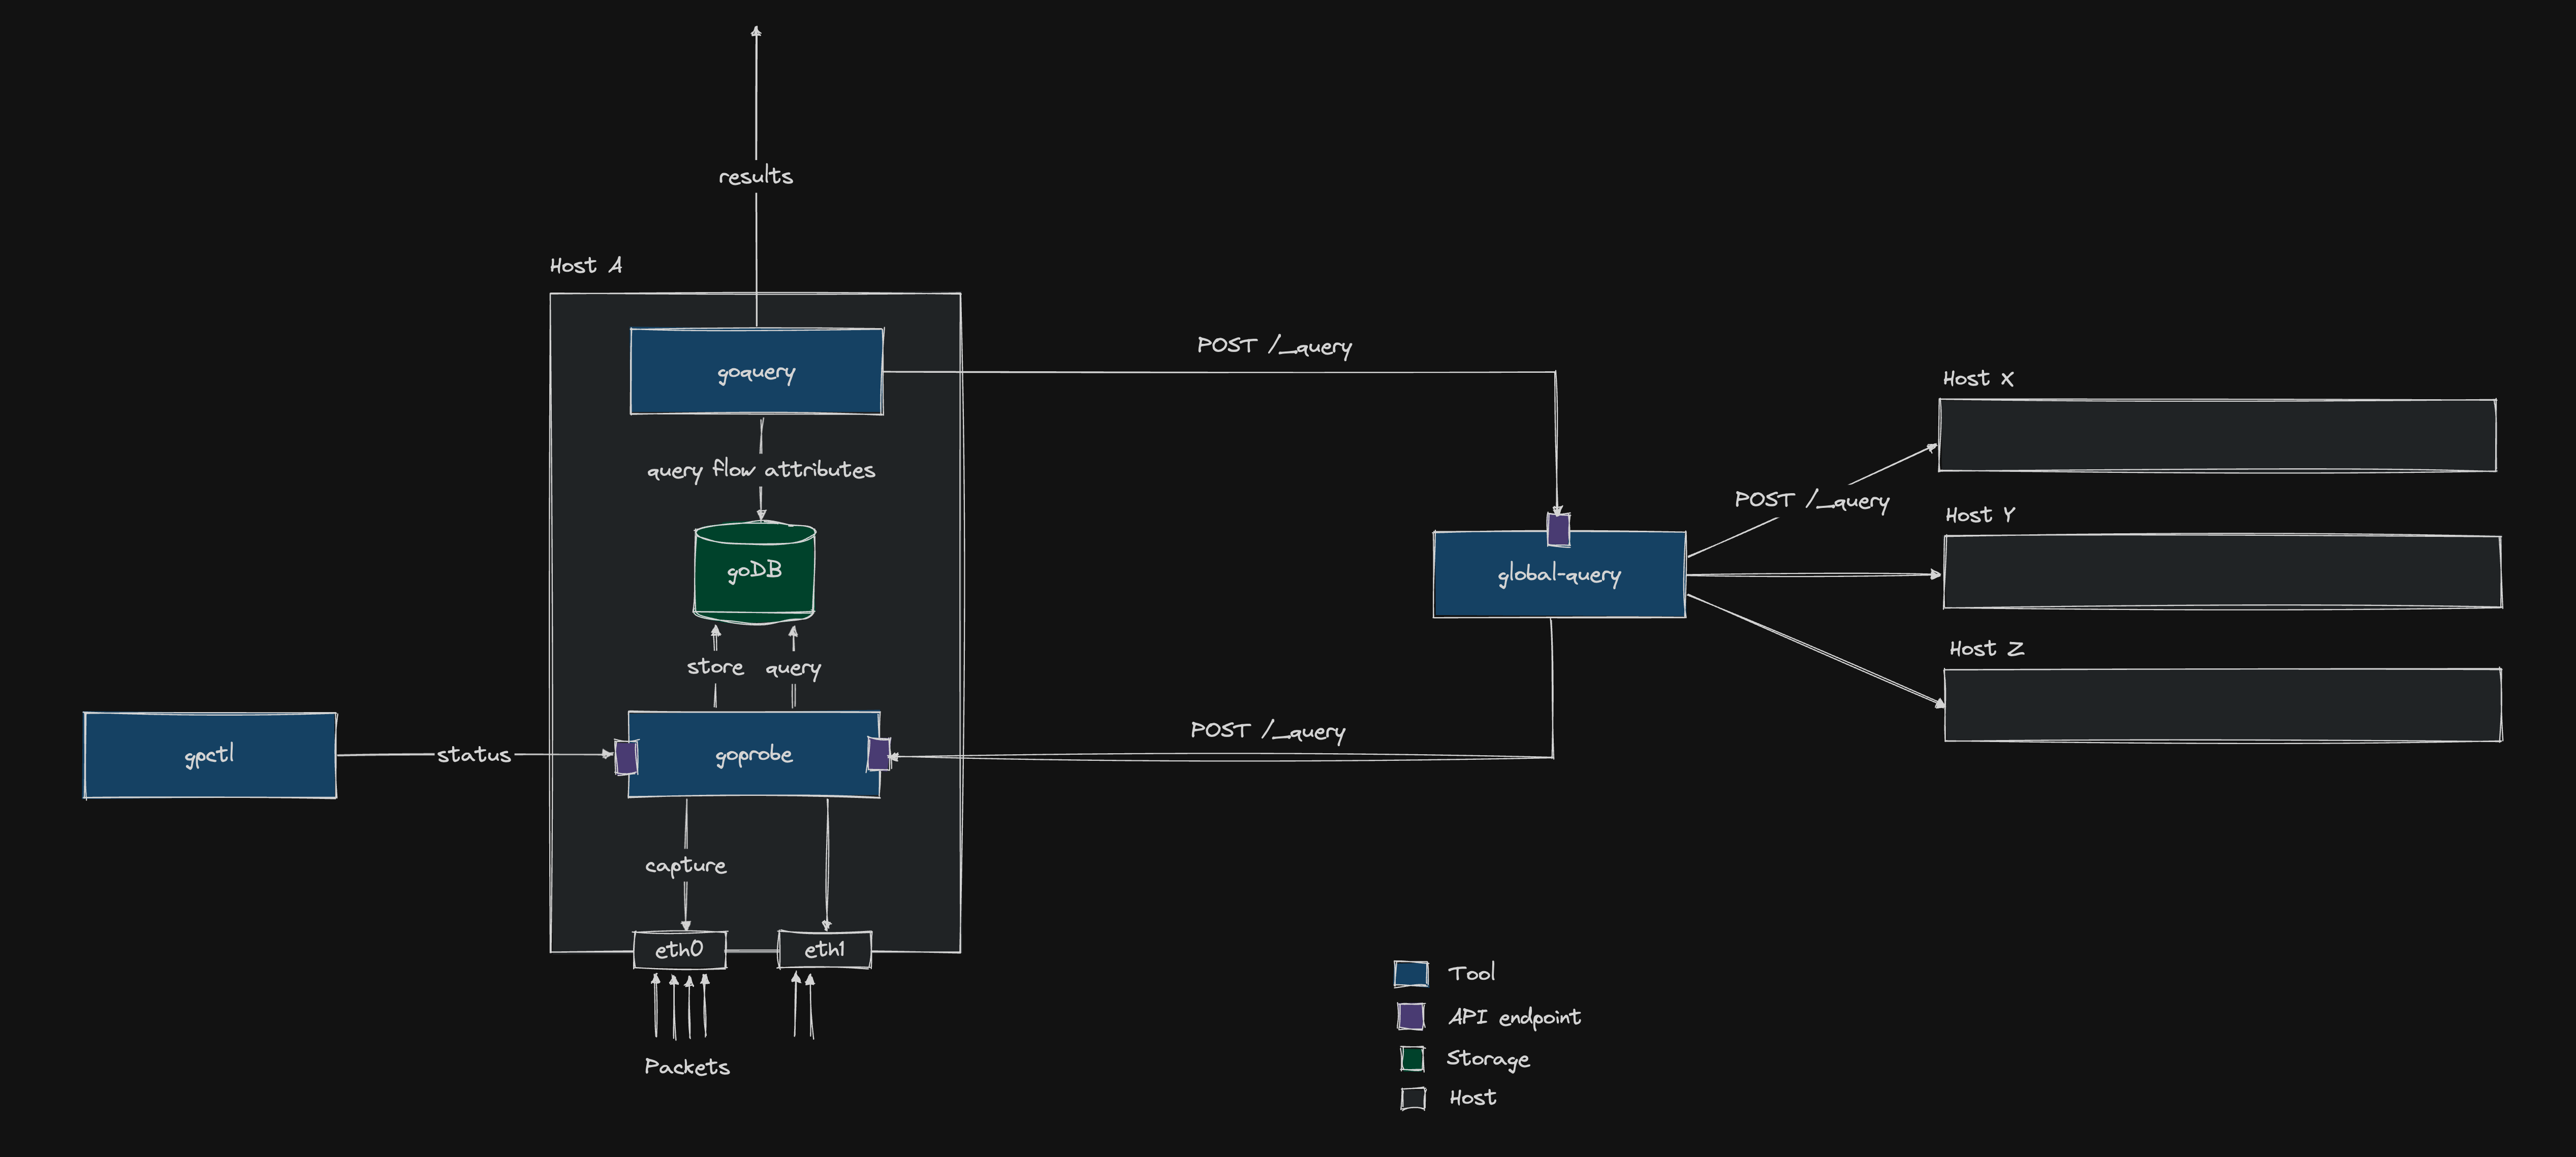 results
Host A
goquery
POST /_query
query flow attributes
goDB
store
query
gpctl
status
goprobe
POST /_query
capture
eth0
eth1
Packets
global-query
POST /_query
Host X
Host Y
Host Z
Tool
API endpoint
Storage
Host